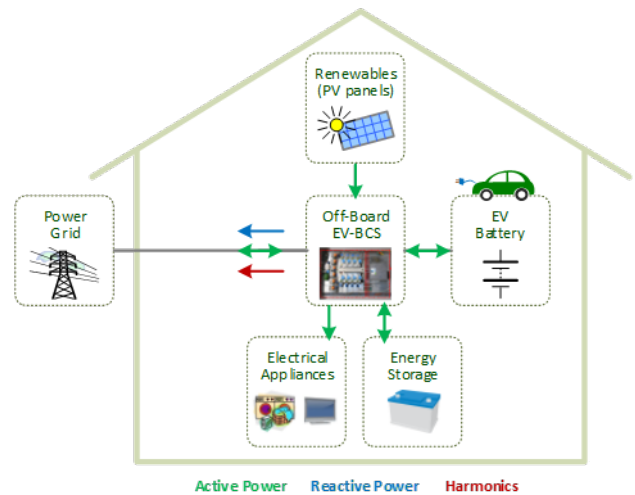 Renewables
(PV panels)
Power
Grid
Off-Board
EV-BCS
EV
Battery
Electrical
Appliances
Energy
Storage
Active Power Reactive Power Harmonics